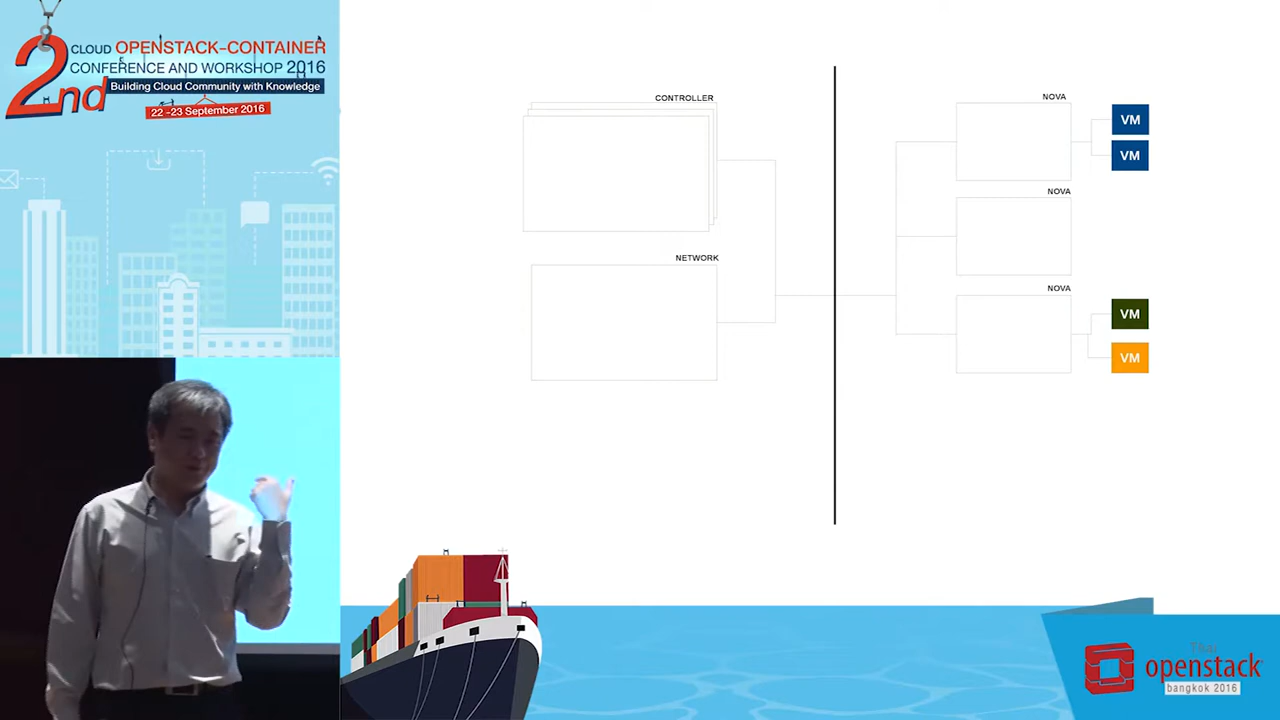 2nd
CLOUD OPENSTACK-CONTAINER
CONFERENCE AND WORKSHOP 2016
Building Cloud Community with Knowledge
22 -23 September 2016
CONTROLLER
NETWORK
NOVA
VM
VM
NOVA
NOVA
VM
VM
Thai
openstack
bangkok 2016